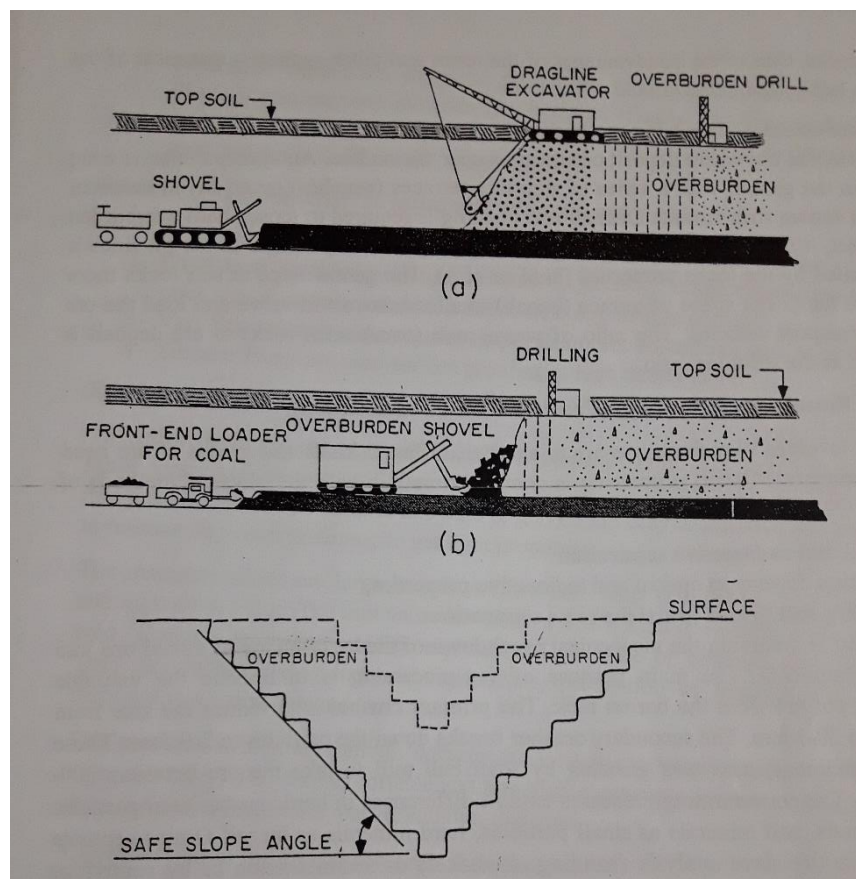 DRAGLINE
EXCAVATOR
OVERBURDEN DRILL
TOP SOIL
SHOVEL
OVERBURDEN
(a)
DRILLING
TOP SOIL
FRONT-END LOADER
FOR COAL
OVERBURDEN SHOVEL
OVERBURDEN
(b)
SURFACE
OVERBURDEN
OVERBURDEN
SAFE SLOPE ANGLE